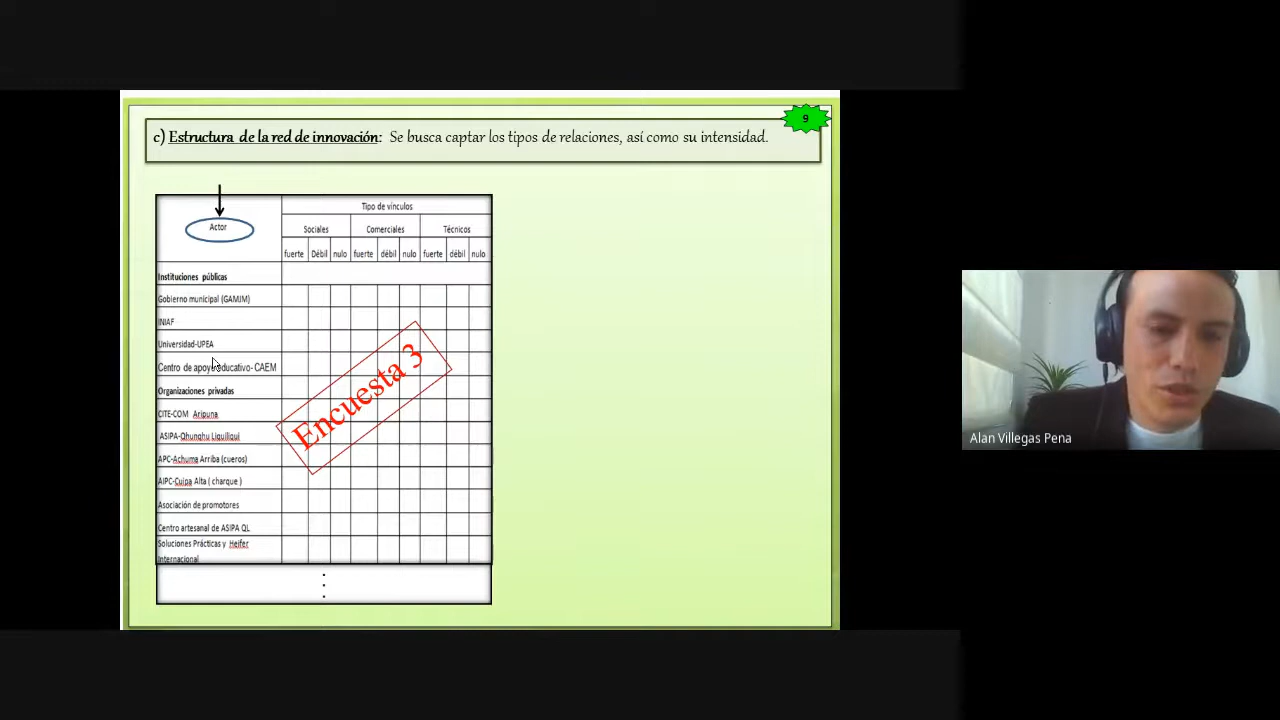 9
c) Estructura de la red de innovación: Se busca captar los tipos de relaciones, así como su intensidad.
Actor
Tipo de vínculos
Sociales Comerciales Técnicos
fuerte Débil nulo fuerte débil nulo fuerte débil nulo
Instituciones públicas
Gobierno municipal (GAMJM)
INIAF
Universidad-UPEA
Centro de apoyo educativo- CAEM
Organizaciones privadas
CITE-COM Aripuna
ASIPA-Qhunqhu Liquiliqui
APC-Achuma Arriba (cueros)
AIPC-Cuipa Alta ( charque )
Asociación de promotores
Centro artesanal de ASIPA QL
Soluciones Prácticas y Heifer
Internacional
Encuesta 3
Alan Villegas Pena